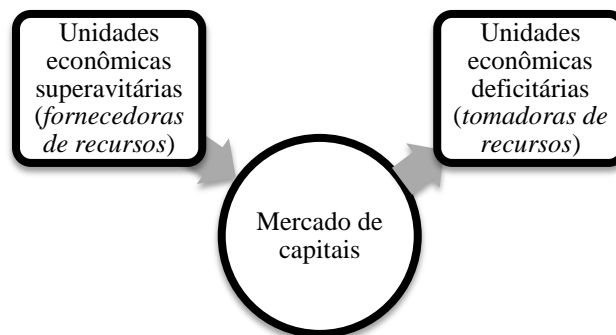 Unidades
econômicas
superavitárias
(fornecedoras
de recursos)
Unidades
econômicas
deficitárias
(tomadoras de
recursos)
Mercado de
capitais